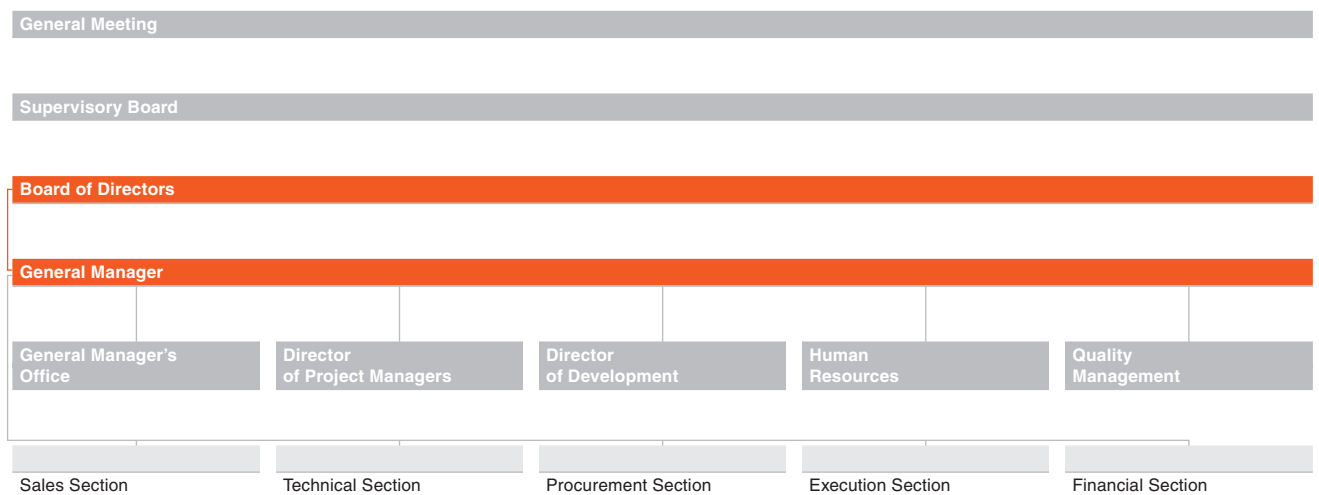 General Meeting
Supervisory Board
Board of Directors
General Manager
General Manager's
Office
Director
of Project Managers
Director
of Development
Human
Resources
Quality
Management
Sales Section
Technical Section
Procurement Section
Execution Section
Financial Section